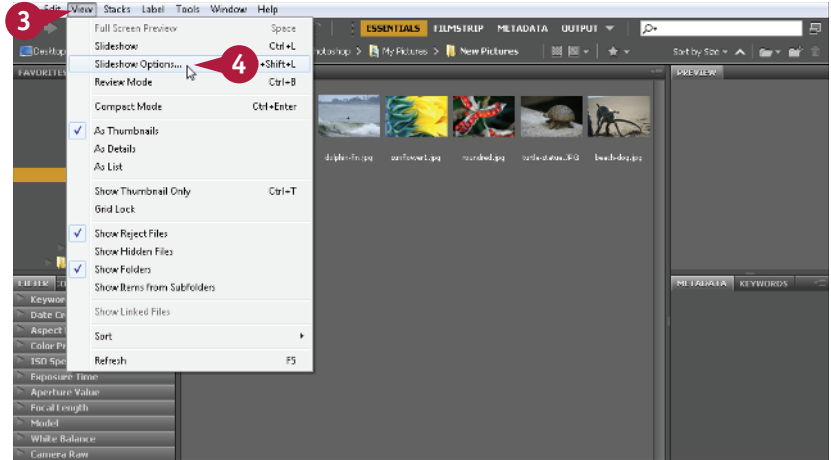 3
Edit View Stacks Label Tools Window Help
ESSENTIALS FILMSTRIP METADATA OUTPUT
Desktop
My Pictures > New Pictures
FAVORITES
PREVIEW
Full Screen Preview Space
Slideshow Ctrl+L
Slideshow Options... +Shift+L
4
Review Mode Ctrl+B
Compact Mode Ctrl+Enter
As Thumbnails
As Details
As List
Show Thumbnail Only Ctrl+T
Grid Lock
Show Reject Files
Show Hidden Files
Show Folders
Show Items from Subfolders
Show Linked Files
Sort
Refresh F5
dolphin-fin.jpg sunflower1.jpg roundred.jpg turtle-statue.JPG beach-dog.jpg
FILTER
Keywor
Date Cr
Aspect
Color Pr
ISO Spe
Exposure Time
Aperture Value
Focal Length
Model
White Balance
Camera Raw
METADATA KEYWORDS